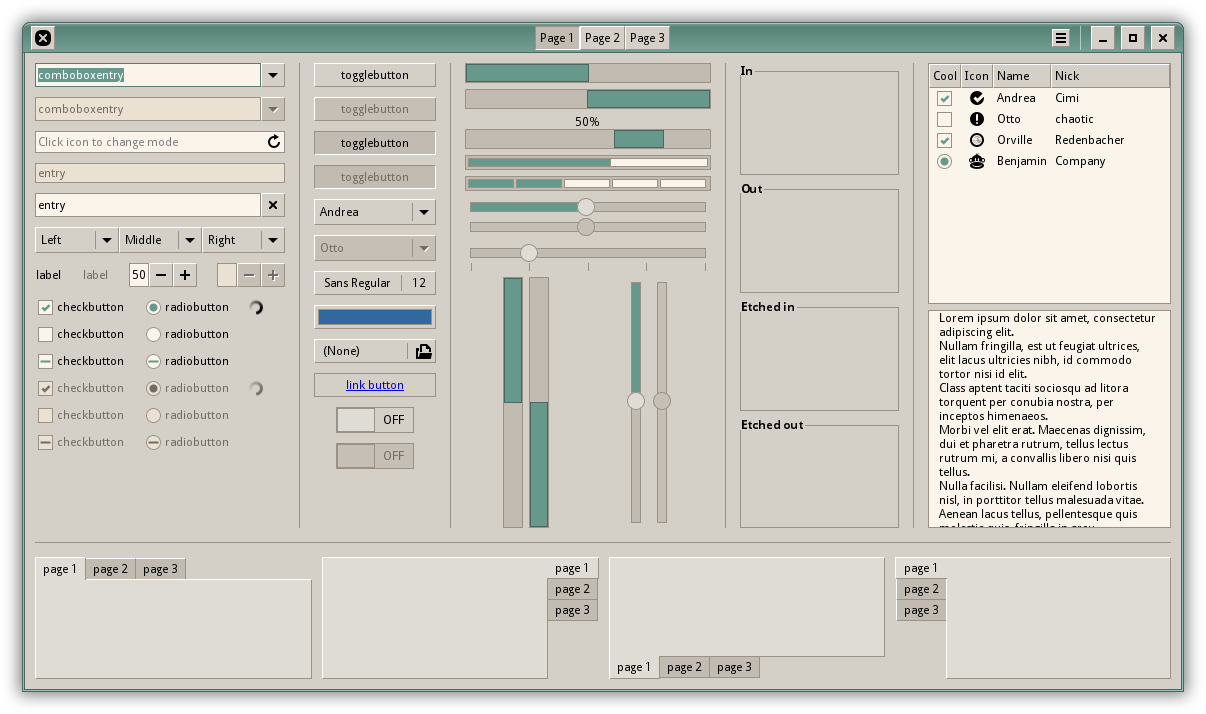 Page 1 Page 2 Page 3
comboboxentry
comboboxentry
Click icon to change mode
entry
entry
Left Middle Right
label label 50
checkbutton radiobutton
checkbutton radiobutton
checkbutton radiobutton
checkbutton radiobutton
checkbutton radiobutton
checkbutton radiobutton
togglebutton
togglebutton
togglebutton
togglebutton
Andrea
Otto
Sans Regular 12
(None)
link button
OFF
OFF
50%
In
Out
Etched in
Etched out
Cool Icon Name Nick
Andrea Cimi
Otto chaotic
Orville Redenbacher
Benjamin Company
Lorem ipsum dolor sit amet, consectetur
adipiscing elit.
Nullam fringilla, est ut feugiat ultrices,
elit lacus ultricies nibh, id commodo
tortor nisi id elit.
Class aptent taciti sociosqu ad litora
torquent per conubia nostra, per
inceptos himenaeos.
Morbi vel elit erat. Maecenas dignissim,
dui et pharetra rutrum, tellus lectus
rutrum mi, a convallis libero nisi quis
tellus.
Nulla facilisi. Nullam eleifend lobortis
nisl, in porttitor tellus malesuada vitae.
Aenean lacus tellus, pellentesque quis
page 1 page 2 page 3
page 1
page 2
page 3
page 1 page 2 page 3
page 1
page 2
page 3